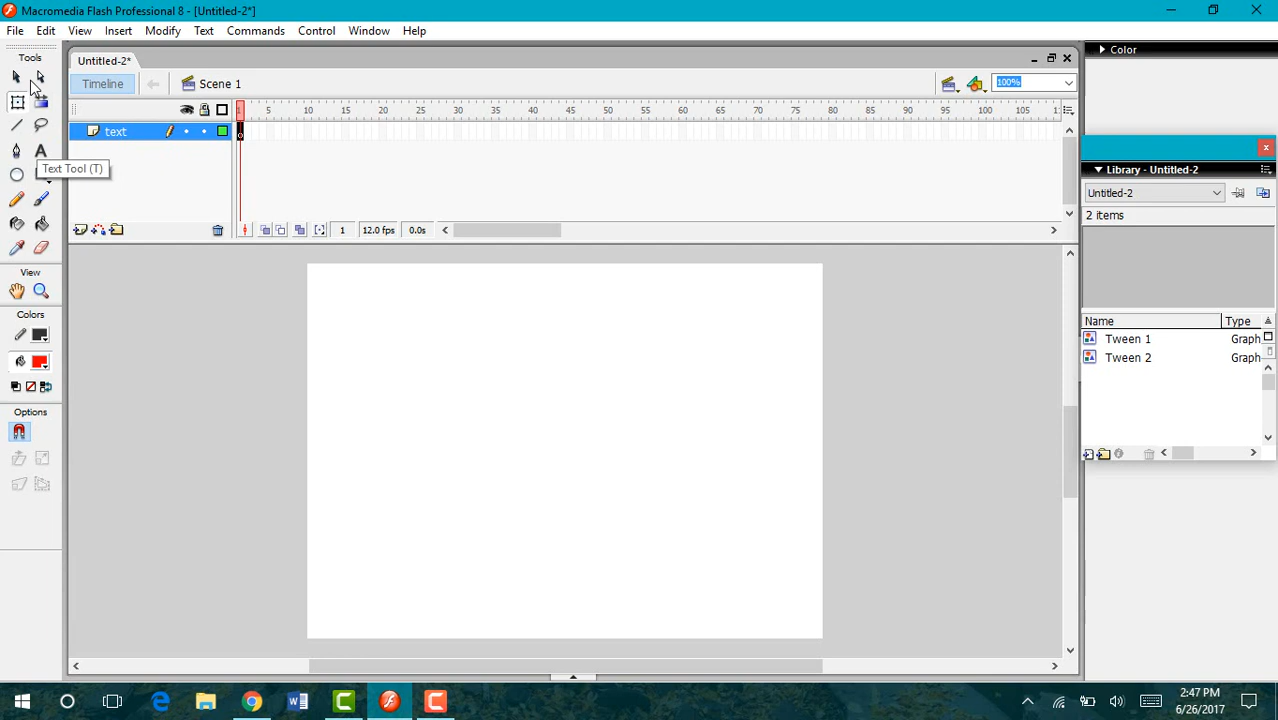 Macromedia Flash Professional 8 - [Untitled-2*]
File Edit View Insert Modify Text Commands Control Window Help
Tools
Untitled-2*
Color
Timeline
Scene 1
100%
1 5 10 15 20 25 30 35 40 45 50 55 60 65 70 75 80 85 90 95 100 105
text
Text Tool (T)
Library - Untitled-2
Untitled-2
2 items
1 12.0 fps 0.0s
View
Colors
Name Type
Tween 1 Graph
Tween 2 Graph
Options
2:47 PM
6/26/2017